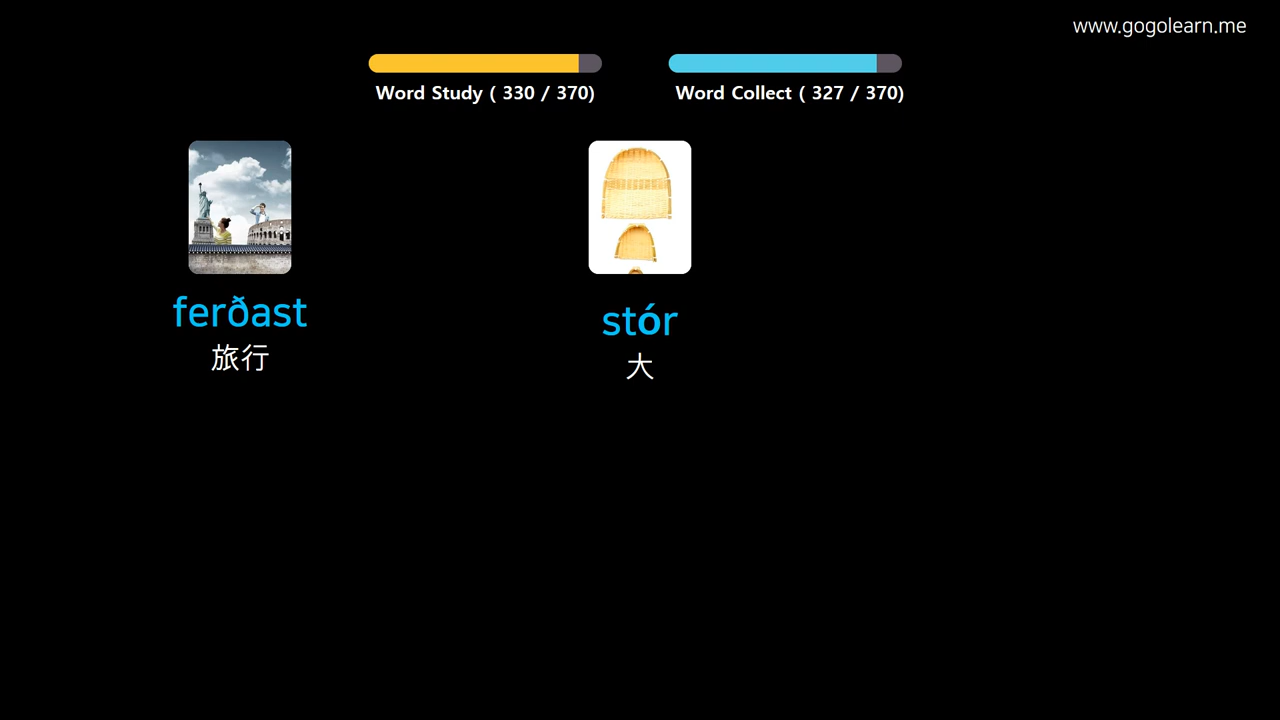 www.gogolearn.me
Word Study ( 330 / 370)
Word Collect ( 327 / 370)
ferðast
旅行
stór
大